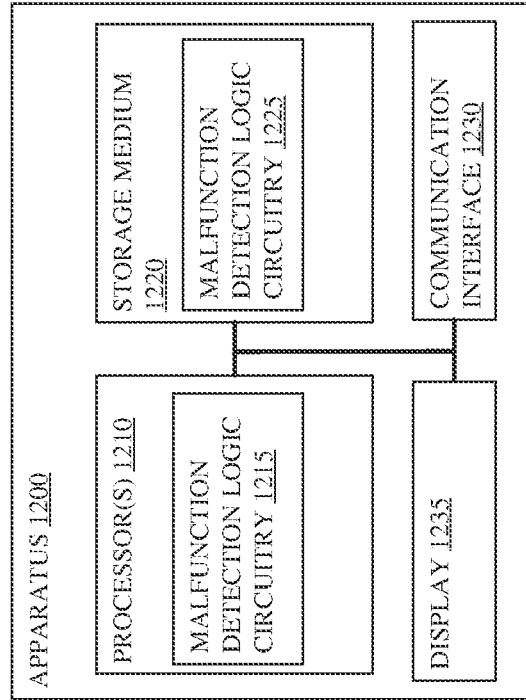 APPARATUS 1200
PROCESSOR(S) 1210
MALFUNCTION
DETECTION LOGIC
CIRCUITRY 1215
STORAGE MEDIUM
1220
MALFUNCTION
DETECTION LOGIC
CIRCUITRY 1225
DISPLAY 1235
COMMUNICATION
INTERFACE 1230